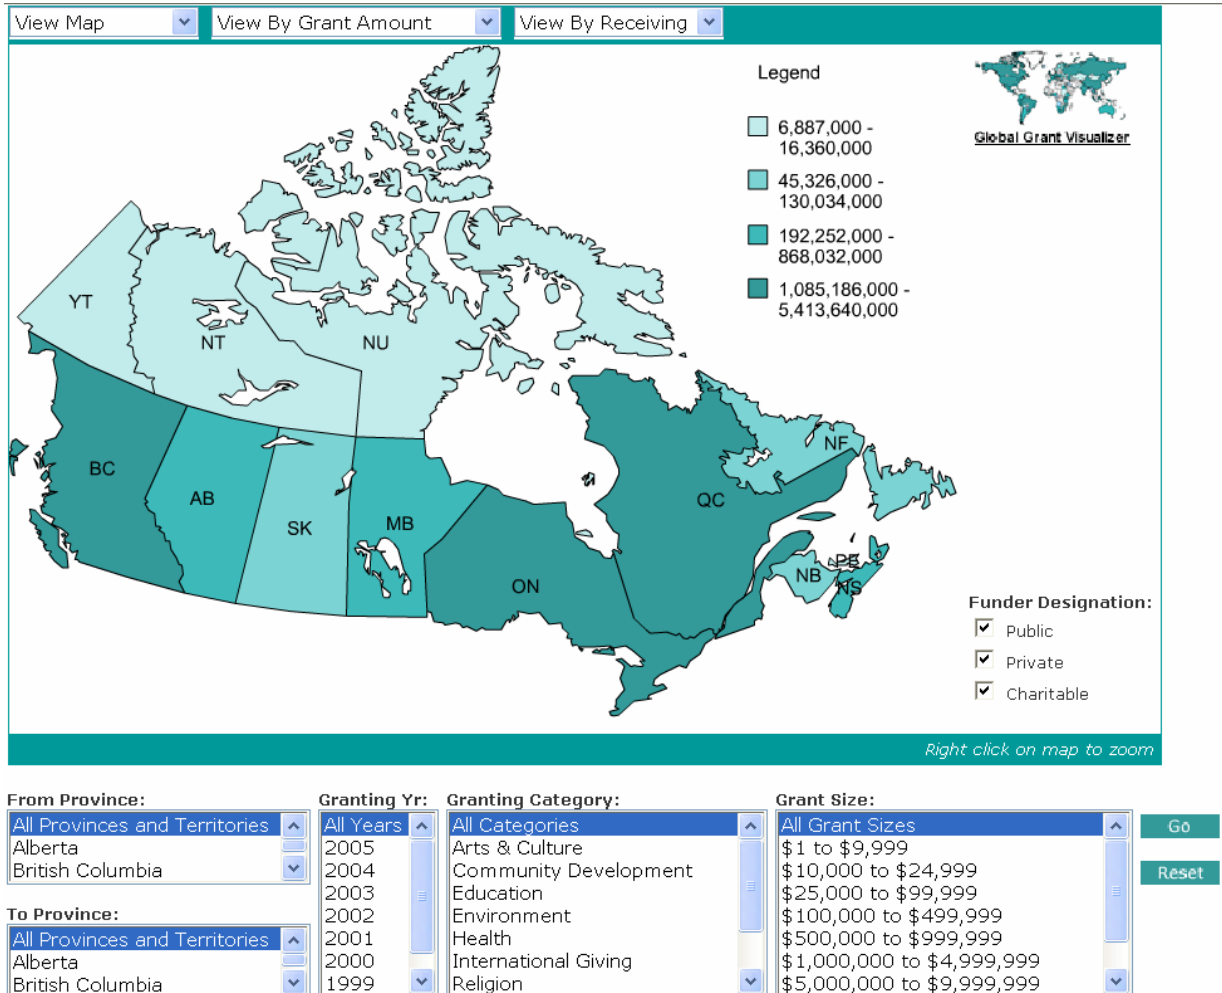 View Map View By Grant Amount View By Receiving
Legend
6,887,000 -
16,360,000
45,326,000 -
130,034,000
192,252,000 -
868,032,000
1,085,186,000 -
5,413,640,000
Global Grant Visualizer
YT
NT
NU
BC
AB
SK
MB
ON
QC
NF
PE
NB
NS
Funder Designation:
Public
Private
Charitable
Right click on map to zoom
From Province:
All Provinces and Territories
Alberta
British Columbia
To Province:
All Provinces and Territories
Alberta
British Columbia
Granting Yr:
All Years
2005
2004
2003
2002
2001
2000
1999
Granting Category:
All Categories
Arts & Culture
Community Development
Education
Environment
Health
International Giving
Religion
Grant Size:
All Grant Sizes
$1 to $9,999
$10,000 to $24,999
$25,000 to $99,999
$100,000 to $499,999
$500,000 to $999,999
$1,000,000 to $4,999,999
$5,000,000 to $9,999,999
Go
Reset